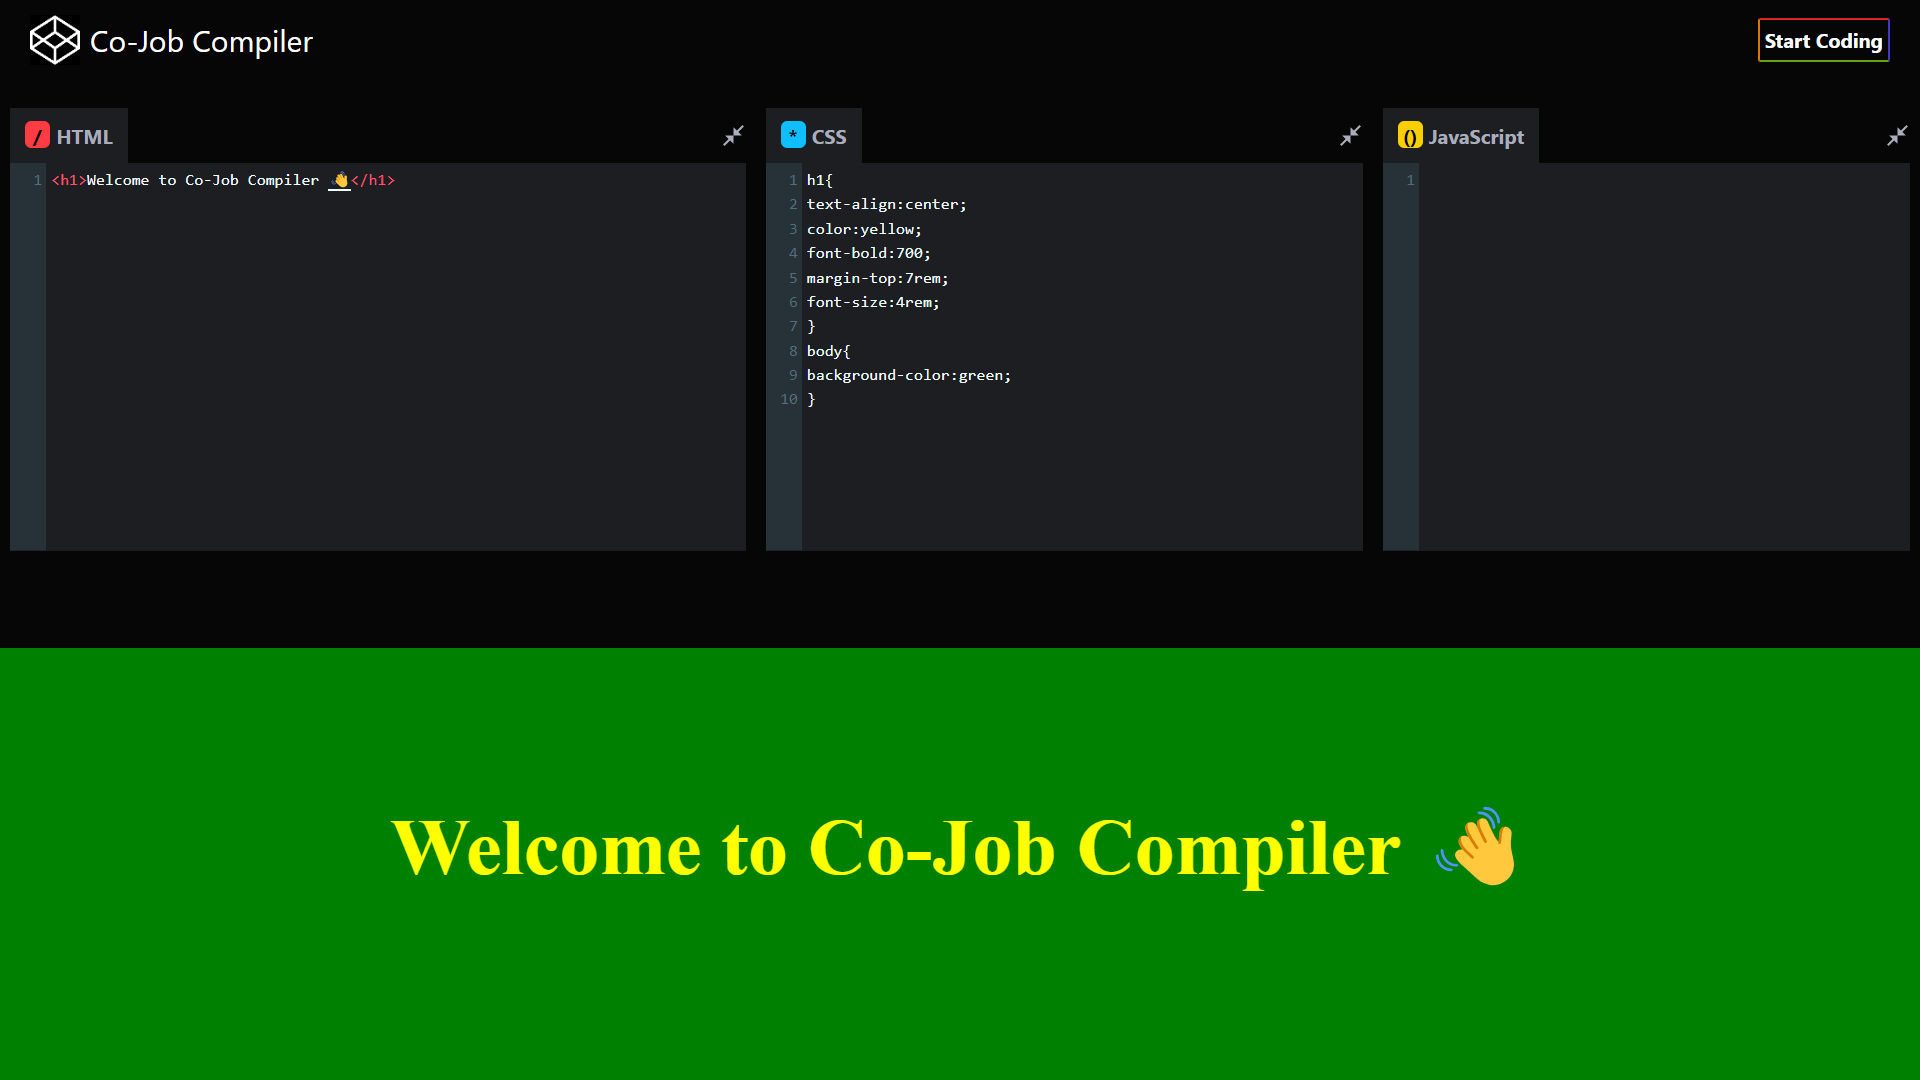 Co-Job Compiler
Start Coding
/ HTML
* CSS
() JavaScript
1 <h1>Welcome to Co-Job Compiler 👋</h1>
1 h1{
2 text-align:center;
3 color:yellow;
4 font-bold:700;
5 margin-top:7rem;
6 font-size:4rem;
7 }
8 body{
9 background-color:green;
10 }
1
Welcome to Co-Job Compiler 👋